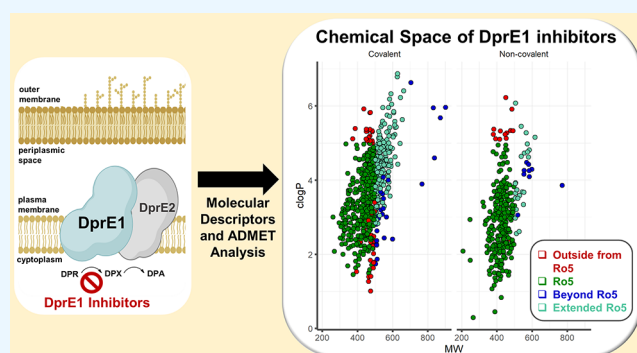 outer
membrane
periplasmic
space
plasma
membrane
cyptoplasm
DprE1
DprE2
DPR
DPX
DPA
DprE1 Inhibitors
Molecular
Descriptors
and ADMET
Analysis
Chemical Space of DprE1 inhibitors
Covalent
Non-covalent
clogP
6
4
2
0
200
400
600
800
200
400
600
800
MW
Outside from
Ro5
Ro5
Beyond Ro5
Extended Ro5